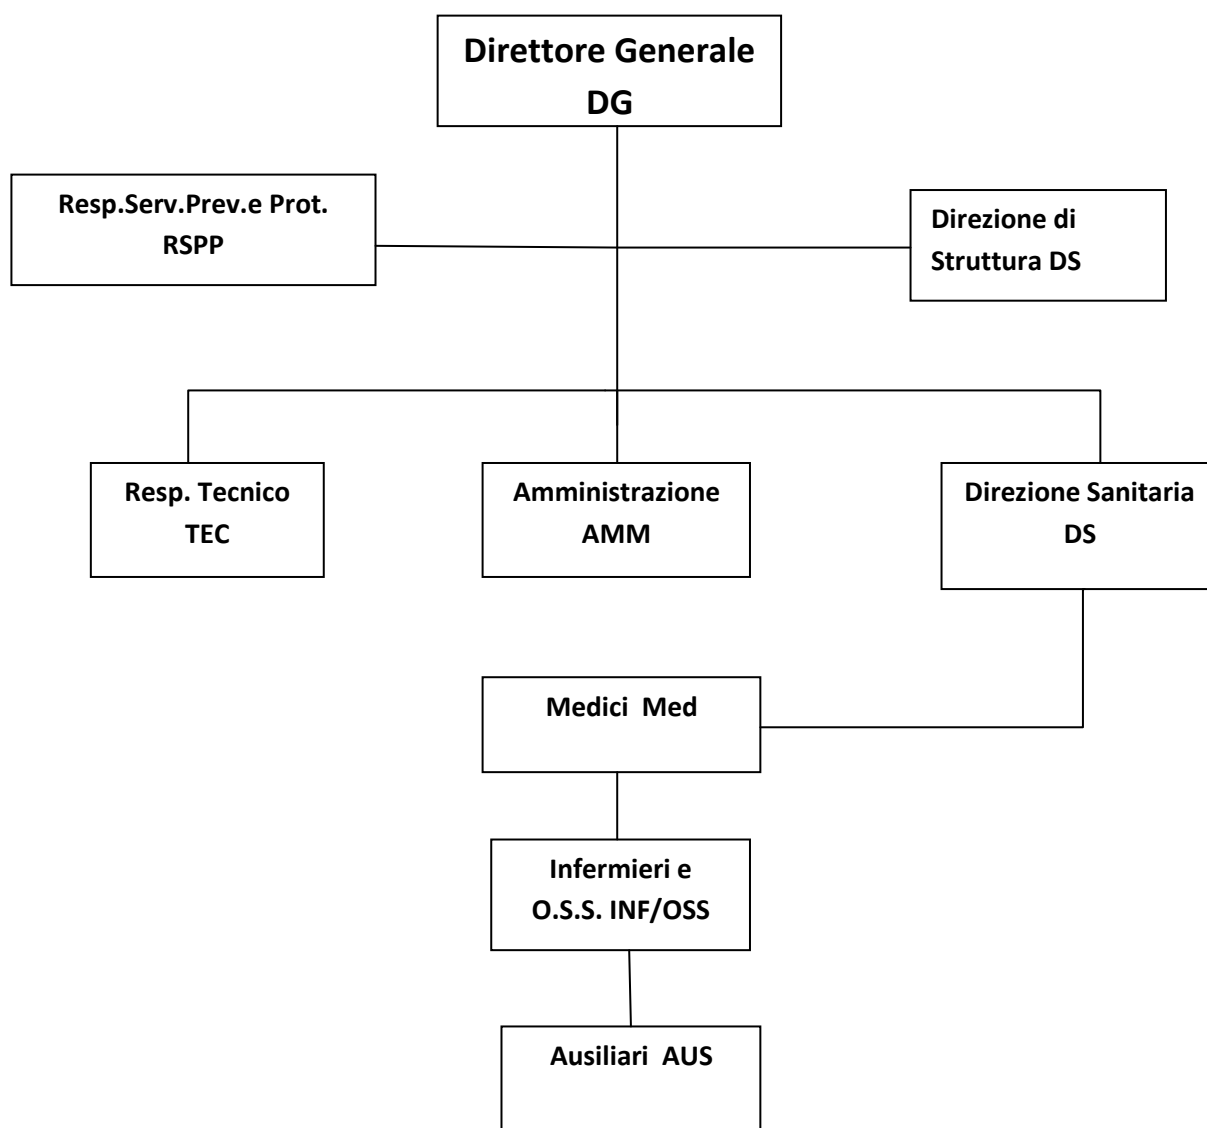 Direttore Generale
DG
Resp.Serv.Prev.e Prot.
RSPP
Direzione di
Struttura DS
Resp. Tecnico
TEC
Amministrazione
AMM
Direzione Sanitaria
DS
Medici  Med
Infermieri e
O.S.S. INF/OSS
Ausiliari  AUS